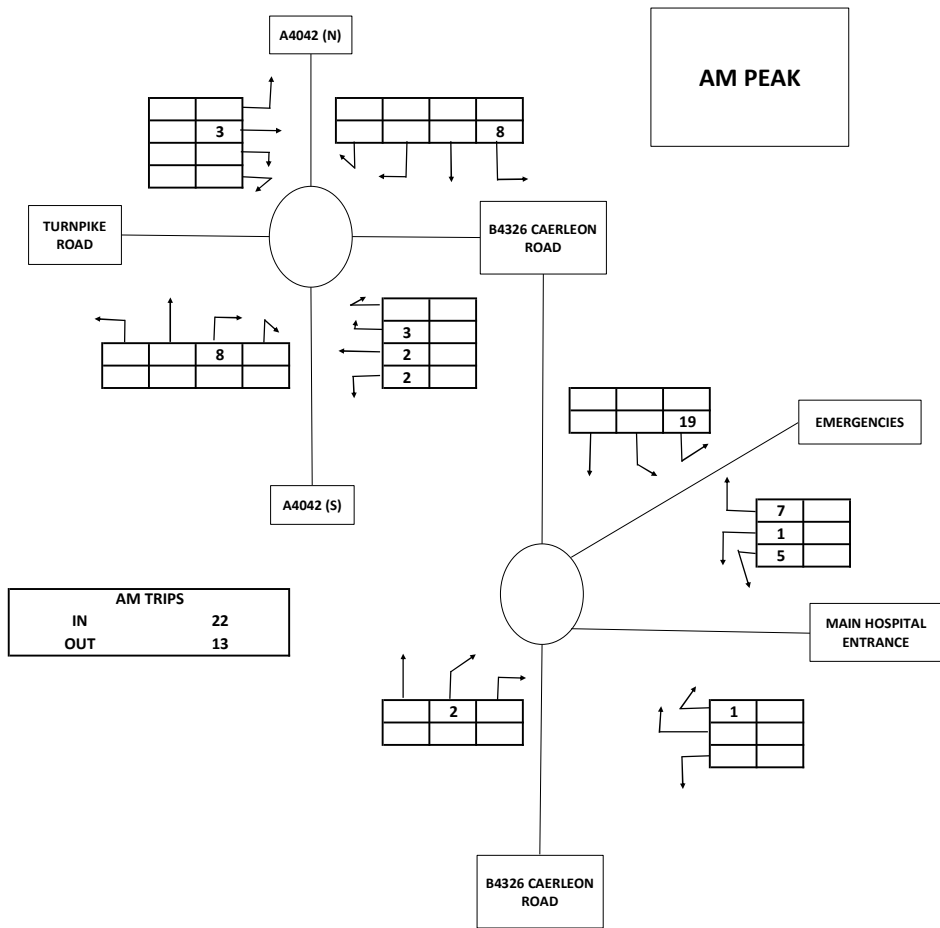 A4042 (N)
AM PEAK
3
8
TURNPIKE
ROAD
B4326 CAERLEON
ROAD
8
3
2
2
19
EMERGENCIES
A4042 (S)
7
1
5
AM TRIPS
IN 22
OUT 13
MAIN HOSPITAL
ENTRANCE
2
1
B4326 CAERLEON
ROAD